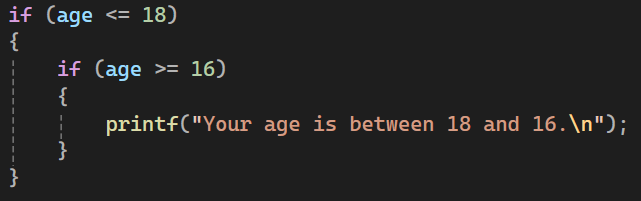 if (age <= 18)
{
    if (age >= 16)
    {
        printf("Your age is between 18 and 16.\n");
    }
}